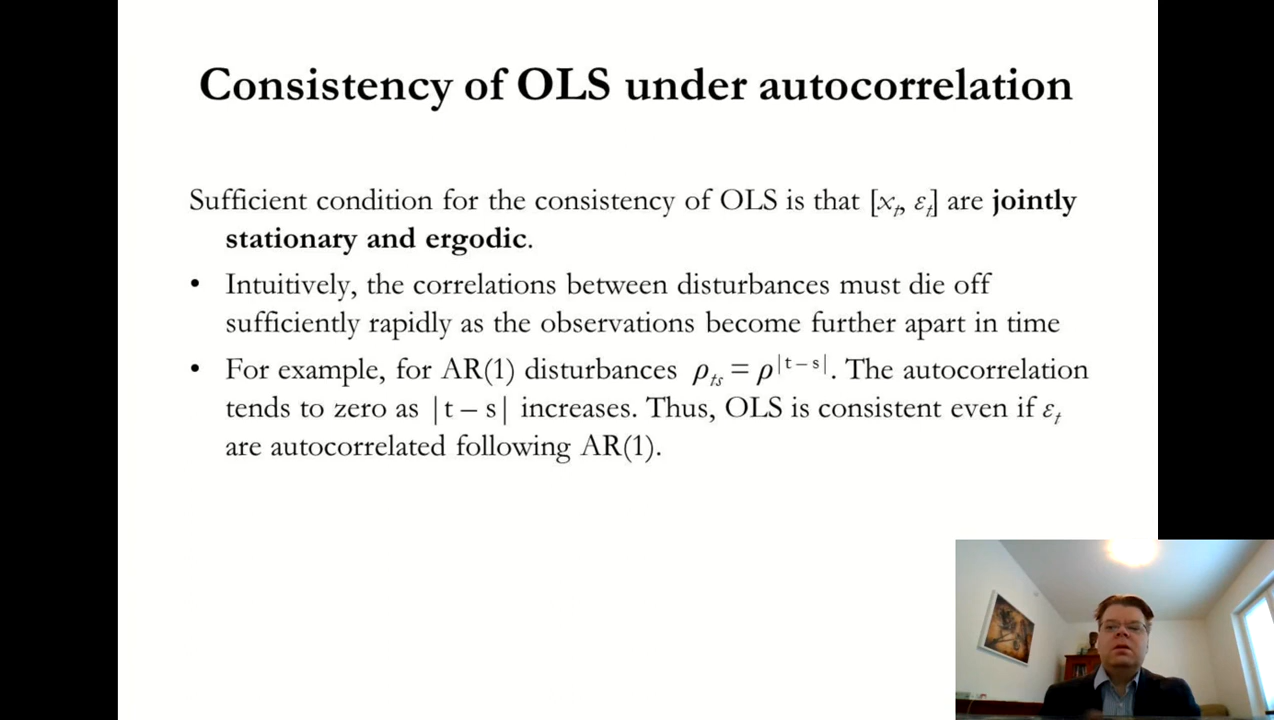 Consistency of OLS under autocorrelation
Sufficient condition for the consistency of OLS is that [xₜ, εₜ] are jointly
stationary and ergodic.
• Intuitively, the correlations between disturbances must die off
sufficiently rapidly as the observations become further apart in time
• For example, for AR(1) disturbances ρₜₛ = ρ|t – s|. The autocorrelation
tends to zero as |t – s| increases. Thus, OLS is consistent even if εₜ
are autocorrelated following AR(1).